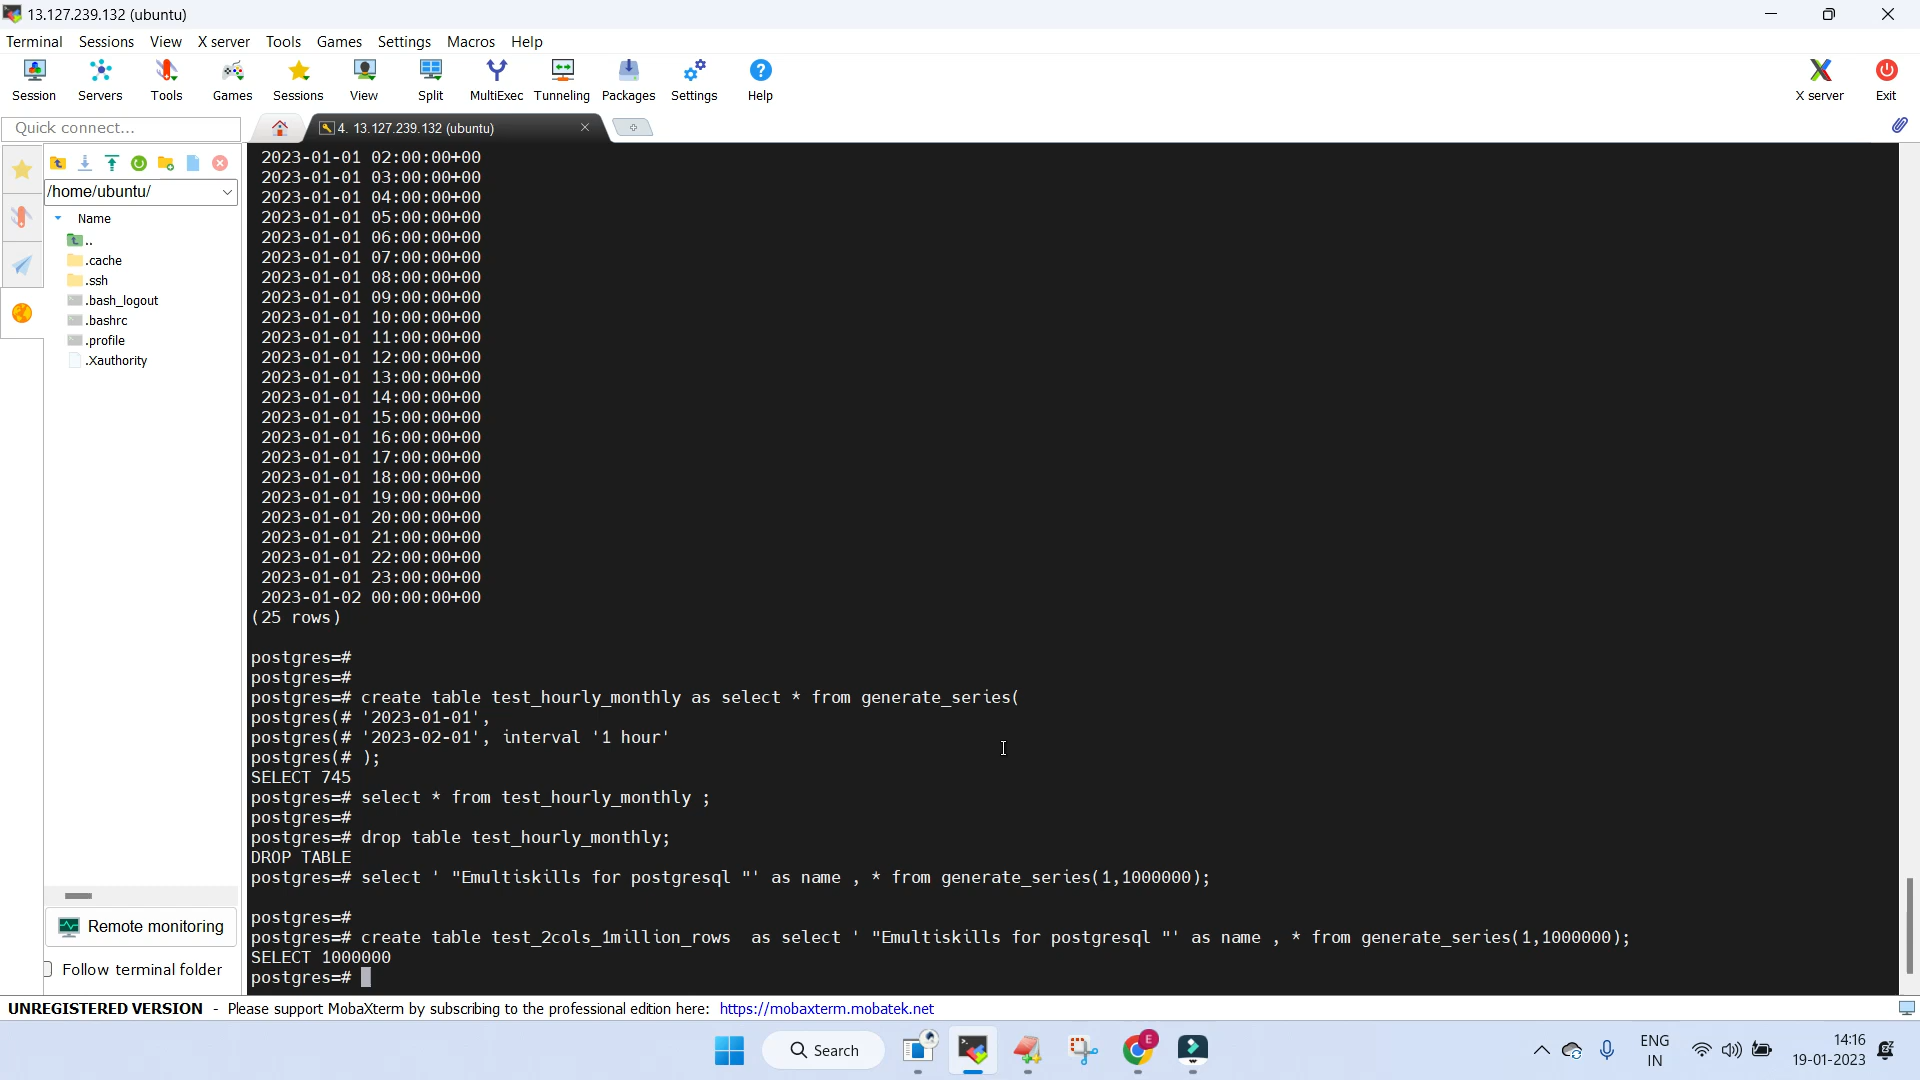 13.127.239.132 (ubuntu)
Terminal Sessions View X server Tools Games Settings Macros Help
Session Servers Tools Games Sessions View Split MultiExec Tunneling Packages Settings Help X server Exit
Quick connect...
4. 13.127.239.132 (ubuntu)
/home/ubuntu/
Name
..
.cache
.ssh
.bash_logout
.bashrc
.profile
.Xauthority
Remote monitoring
Follow terminal folder
2023-01-01 02:00:00+00
2023-01-01 03:00:00+00
2023-01-01 04:00:00+00
2023-01-01 05:00:00+00
2023-01-01 06:00:00+00
2023-01-01 07:00:00+00
2023-01-01 08:00:00+00
2023-01-01 09:00:00+00
2023-01-01 10:00:00+00
2023-01-01 11:00:00+00
2023-01-01 12:00:00+00
2023-01-01 13:00:00+00
2023-01-01 14:00:00+00
2023-01-01 15:00:00+00
2023-01-01 16:00:00+00
2023-01-01 17:00:00+00
2023-01-01 18:00:00+00
2023-01-01 19:00:00+00
2023-01-01 20:00:00+00
2023-01-01 21:00:00+00
2023-01-01 22:00:00+00
2023-01-01 23:00:00+00
2023-01-02 00:00:00+00
(25 rows)
postgres=#
postgres=#
postgres=# create table test_hourly_monthly as select * from generate_series(
postgres(# '2023-01-01',
postgres(# '2023-02-01', interval '1 hour'
postgres(# );
SELECT 745
postgres=# select * from test_hourly_monthly ;
postgres=#
postgres=# drop table test_hourly_monthly;
DROP TABLE
postgres=# select ' "Emultiskills for postgresql "' as name , * from generate_series(1,1000000);
postgres=#
postgres=# create table test_2cols_1million_rows  as select ' "Emultiskills for postgresql "' as name , * from generate_series(1,1000000);
SELECT 1000000
postgres=#
UNREGISTERED VERSION - Please support MobaXterm by subscribing to the professional edition here: https://mobaxterm.mobatek.net
Search
E
ENG
IN
14:16
19-01-2023